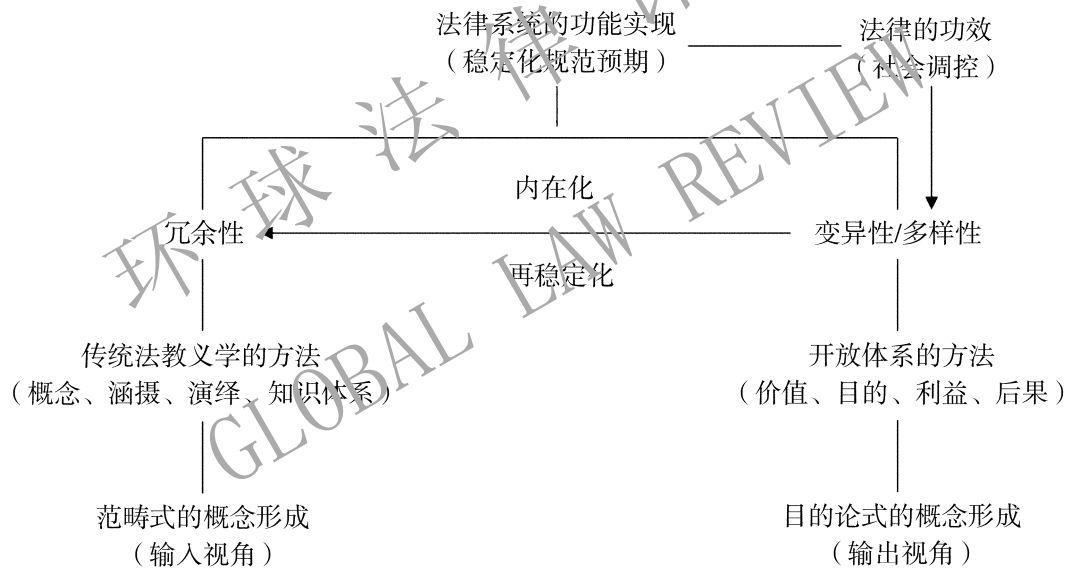 法律系统的功能实现
（稳定化规范预期）
法律的功效
（社会调控）
内在化
冗余性
变异性/多样性
再稳定化
传统法教义学的方法
（概念、涵摄、演绎、知识体系）
开放体系的方法
（价值、目的、利益、后果）
范畴式的概念形成
（输入视角）
目的论式的概念形成
（输出视角）
环球法律
GLOBAL LAW REVIEW